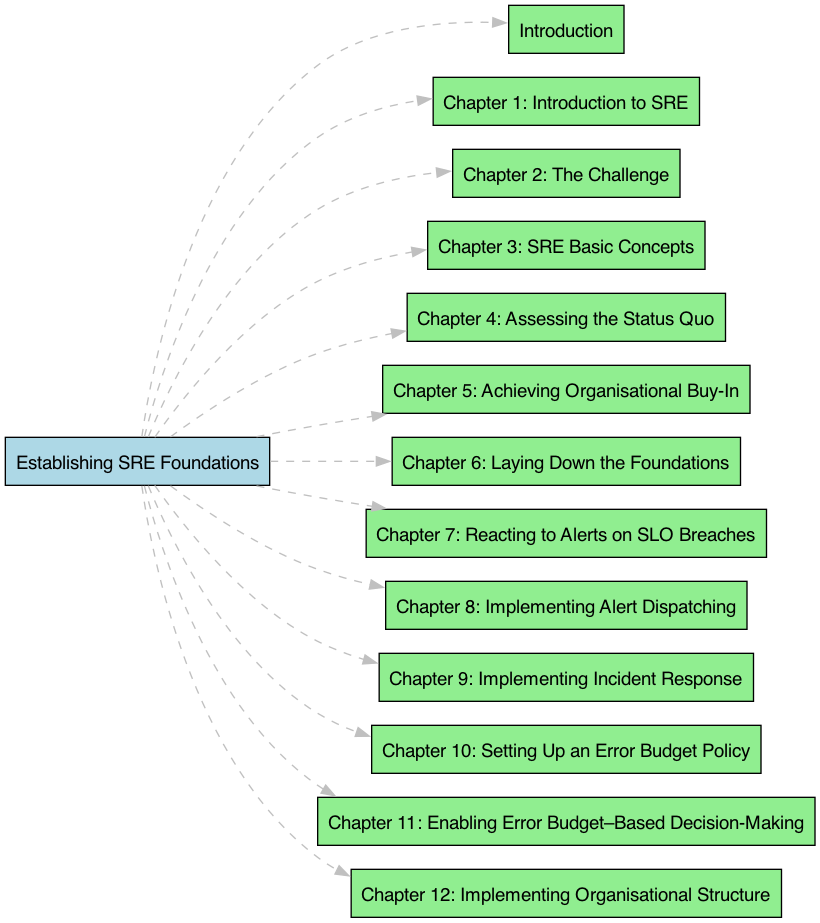 Introduction
Chapter 1: Introduction to SRE
Chapter 2: The Challenge
Chapter 3: SRE Basic Concepts
Chapter 4: Assessing the Status Quo
Chapter 5: Achieving Organisational Buy-In
Establishing SRE Foundations
Chapter 6: Laying Down the Foundations
Chapter 7: Reacting to Alerts on SLO Breaches
Chapter 8: Implementing Alert Dispatching
Chapter 9: Implementing Incident Response
Chapter 10: Setting Up an Error Budget Policy
Chapter 11: Enabling Error Budget–Based Decision-Making
Chapter 12: Implementing Organisational Structure